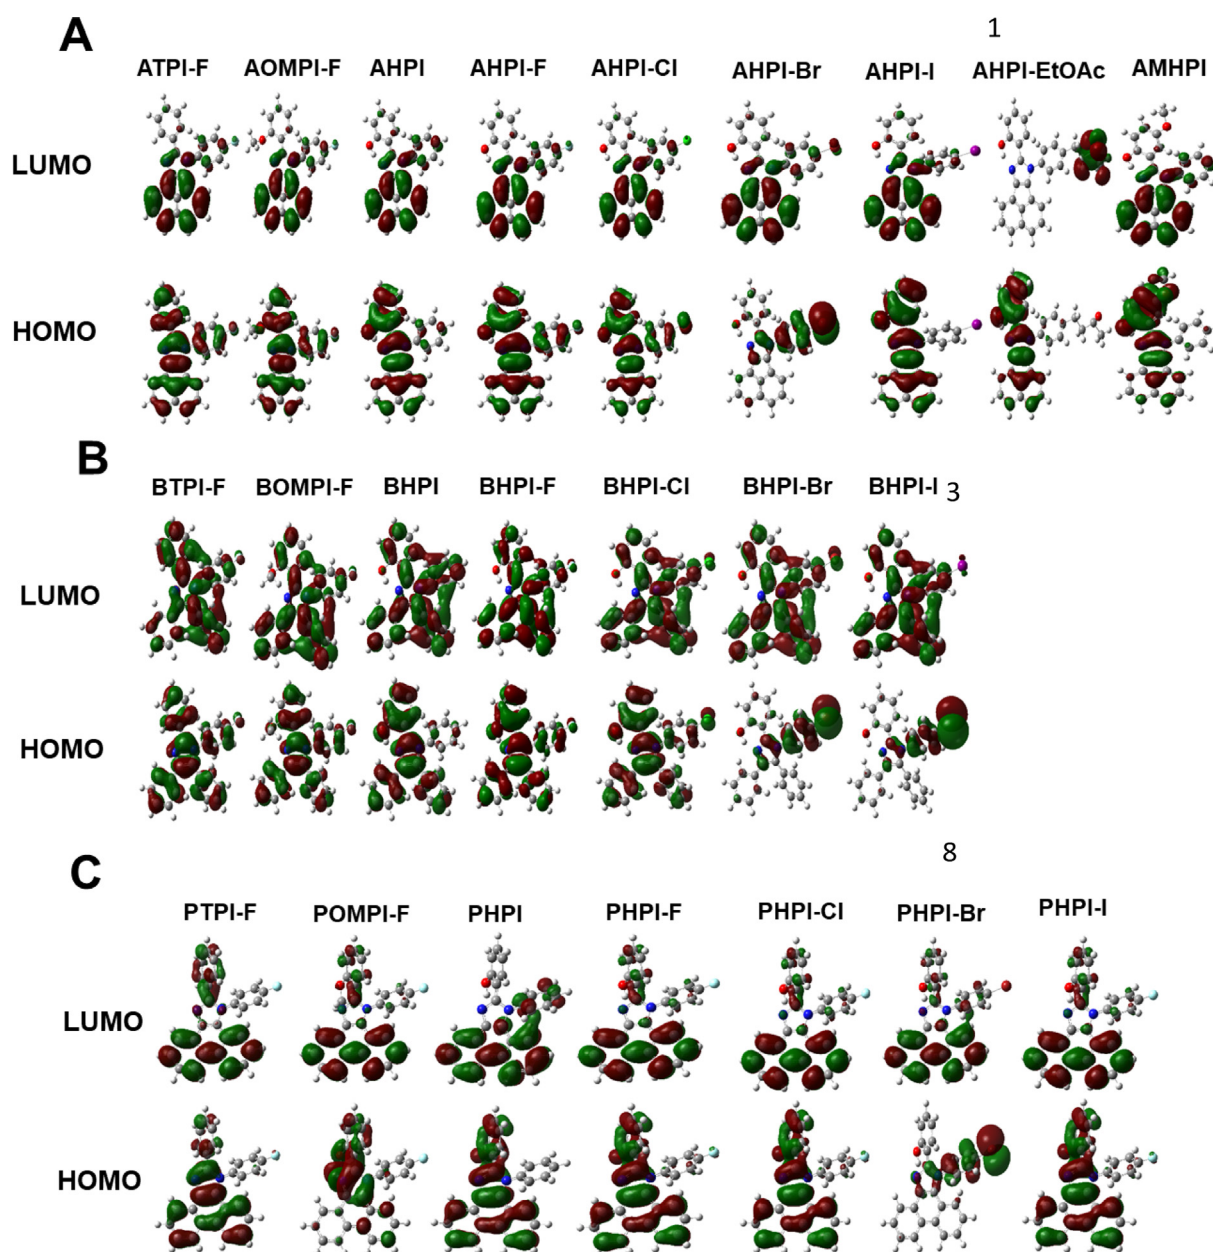 A
1
ATPI-F AOMPI-F AHPI AHPI-F AHPI-Cl AHPI-Br AHPI-I AHPI-EtOAc AMHPI
LUMO
HOMO
B
BTPI-F BOMPI-F BHPI BHPI-F BHPI-Cl BHPI-Br BHPI-I 3
LUMO
HOMO
8
C
PTPI-F POMPI-F PHPI PHPI-F PHPI-Cl PHPI-Br PHPI-I
LUMO
HOMO